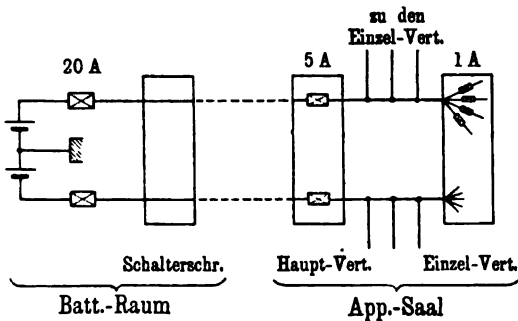 zu den
Einzel-Vert.
20 A
5 A
1 A
Schalterschr.
Haupt-Vert.
Einzel-Vert.
Batt.-Raum
App.-Saal